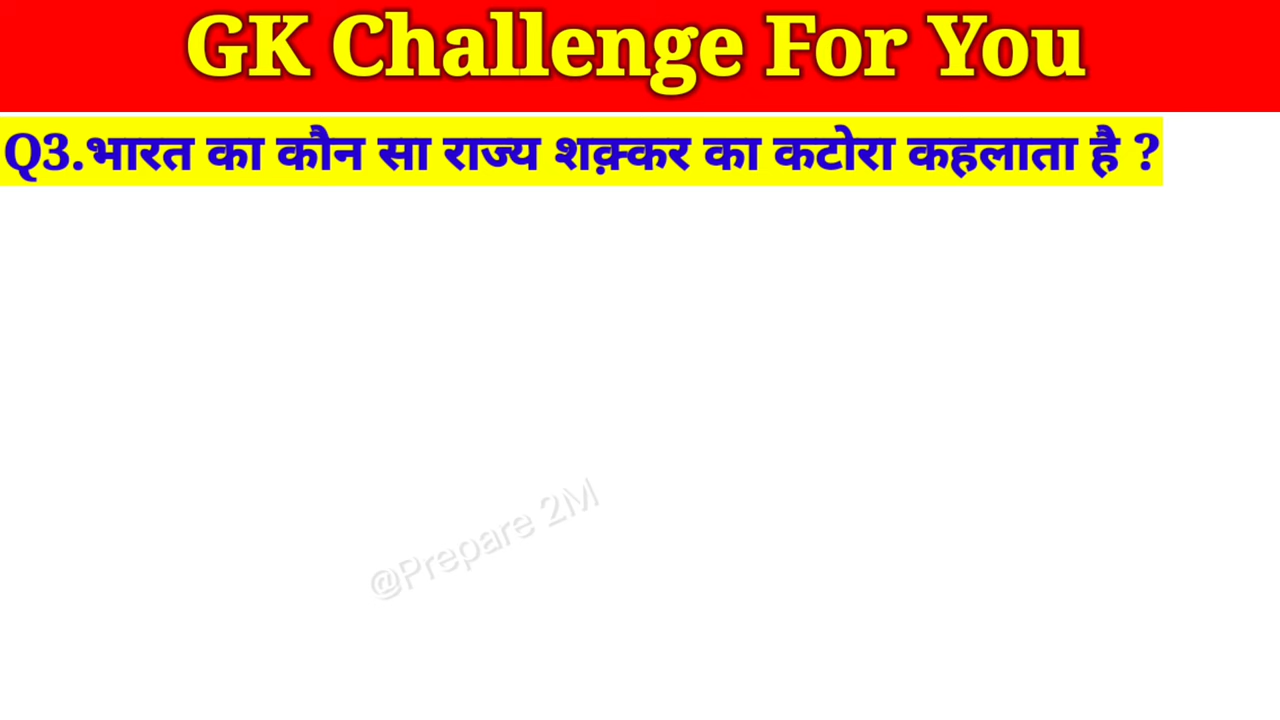 GK Challenge For You
Q3.भारत का कौन सा राज्य शक़्कर का कटोरा कहलाता है ?
@Prepare 2M